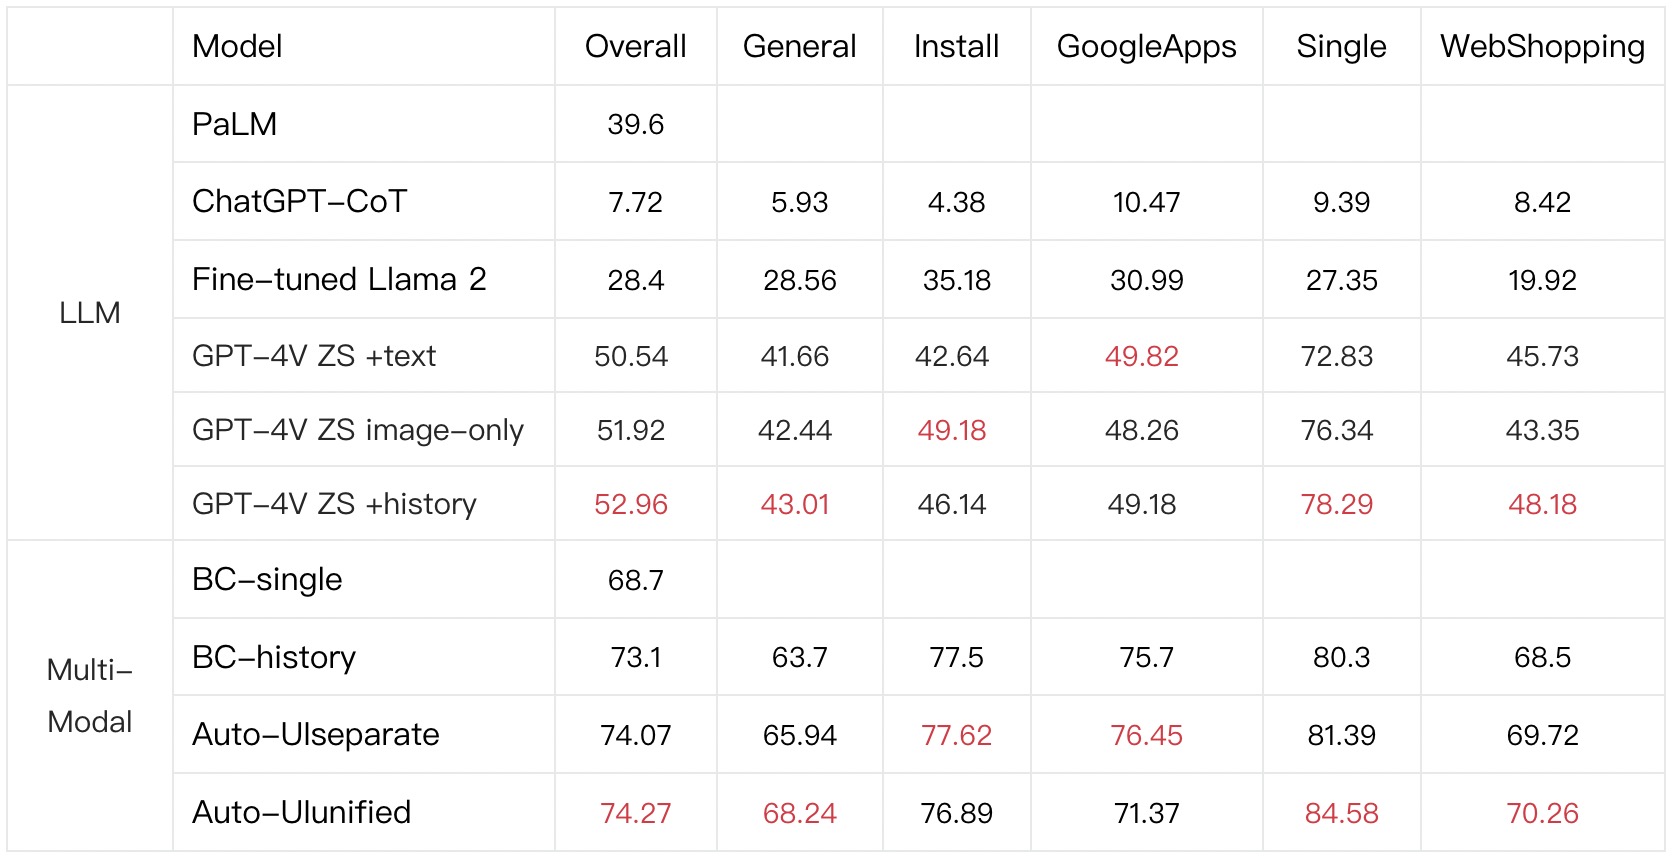 Model Overall General Install GoogleApps Single WebShopping
LLM
PaLM 39.6
ChatGPT-CoT 7.72 5.93 4.38 10.47 9.39 8.42
Fine-tuned Llama 2 28.4 28.56 35.18 30.99 27.35 19.92
GPT-4V ZS +text 50.54 41.66 42.64 49.82 72.83 45.73
GPT-4V ZS image-only 51.92 42.44 49.18 48.26 76.34 43.35
GPT-4V ZS +history 52.96 43.01 46.14 49.18 78.29 48.18
Multi-
Modal
BC-single 68.7
BC-history 73.1 63.7 77.5 75.7 80.3 68.5
Auto-UIseparate 74.07 65.94 77.62 76.45 81.39 69.72
Auto-UIunified 74.27 68.24 76.89 71.37 84.58 70.26